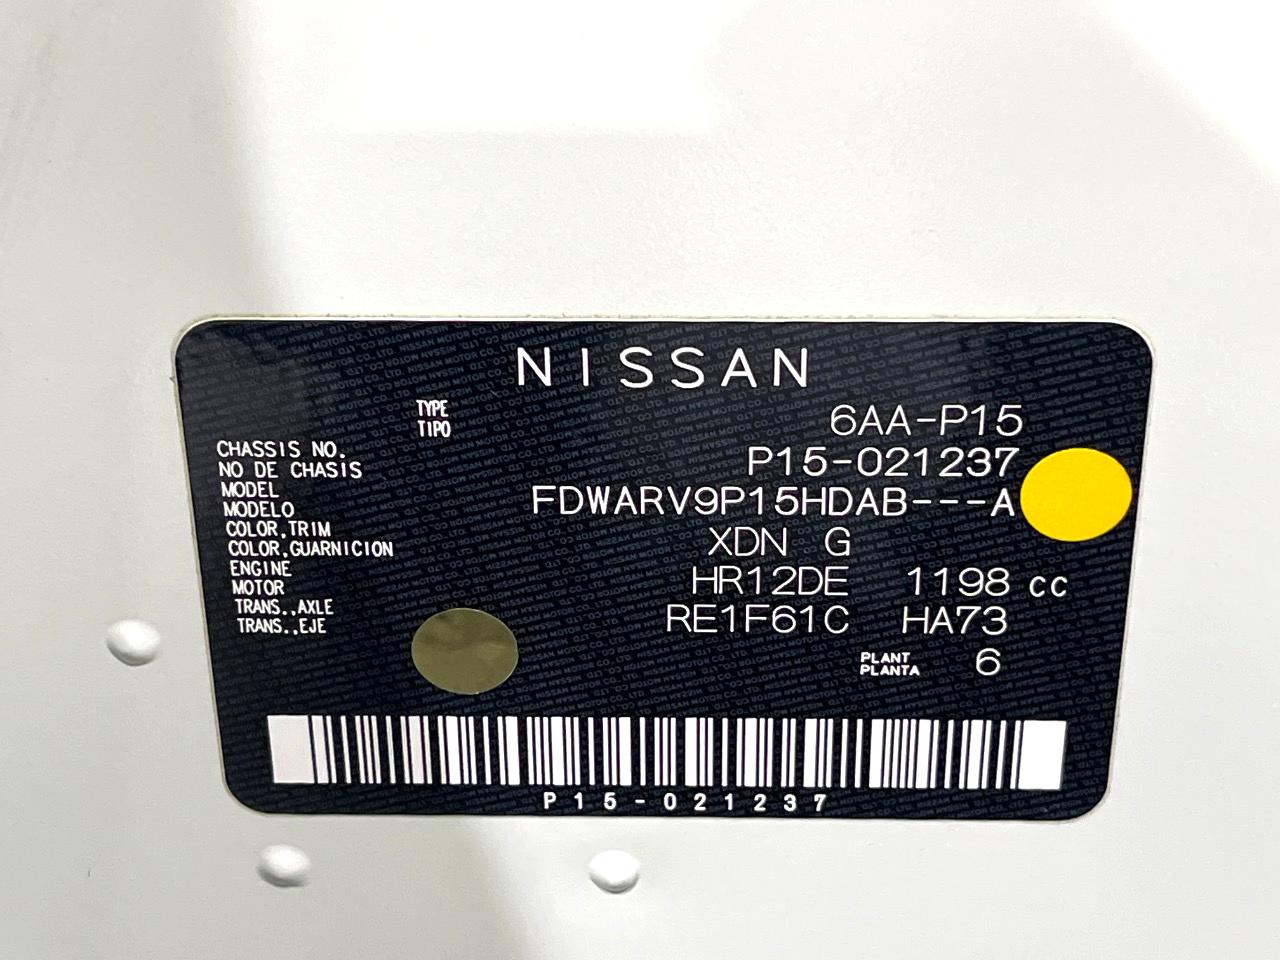 NISSAN
TYPE
TIPO
6AA-P15
CHASSIS NO.
NO DE CHASIS
P15-021237
MODEL
MODELO
FDWARV9P15HDAB---A
COLOR,TRIM
COLOR,GUARNICION
XDN G
ENGINE
MOTOR
HR12DE 1198 cc
TRANS.,AXLE
TRANS.,EJE
RE1F61C HA73
PLANT
PLANTA
6
P15-021237